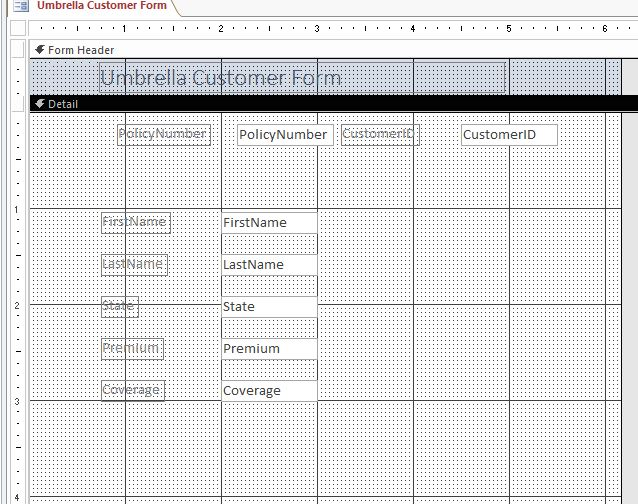 Umbrella Customer Form
1 2 3 4 5 6
Form Header
Umbrella Customer Form
Detail
PolicyNumber PolicyNumber CustomerID CustomerID
1
FirstName FirstName
LastName LastName
2
State State
Premium Premium
Coverage Coverage
3
4